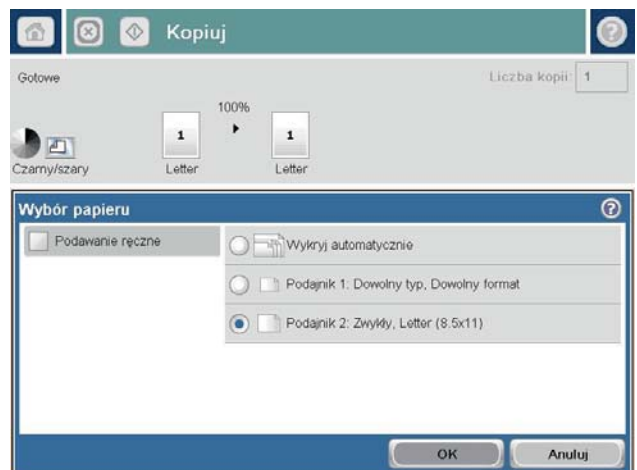 Kopiuj
Gotowe
Liczba kopii: 1
100%
1
1
Czarny/szary
Letter
Letter
Wybór papieru
Podawanie ręczne
Wykryj automatycznie
Podajnik 1: Dowolny typ, Dowolny format
Podajnik 2: Zwykły, Letter (8.5x11)
OK
Anuluj